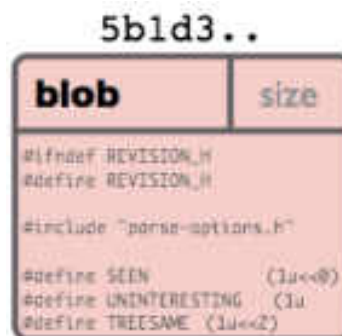 5b1d3..
blob size
#ifndef REVISION_H
#define REVISION_H
#include "parse-options.h"
#define SEEN (1u<<0)
#define UNINTERESTING (1u
#define TREESAME (1u<<2)